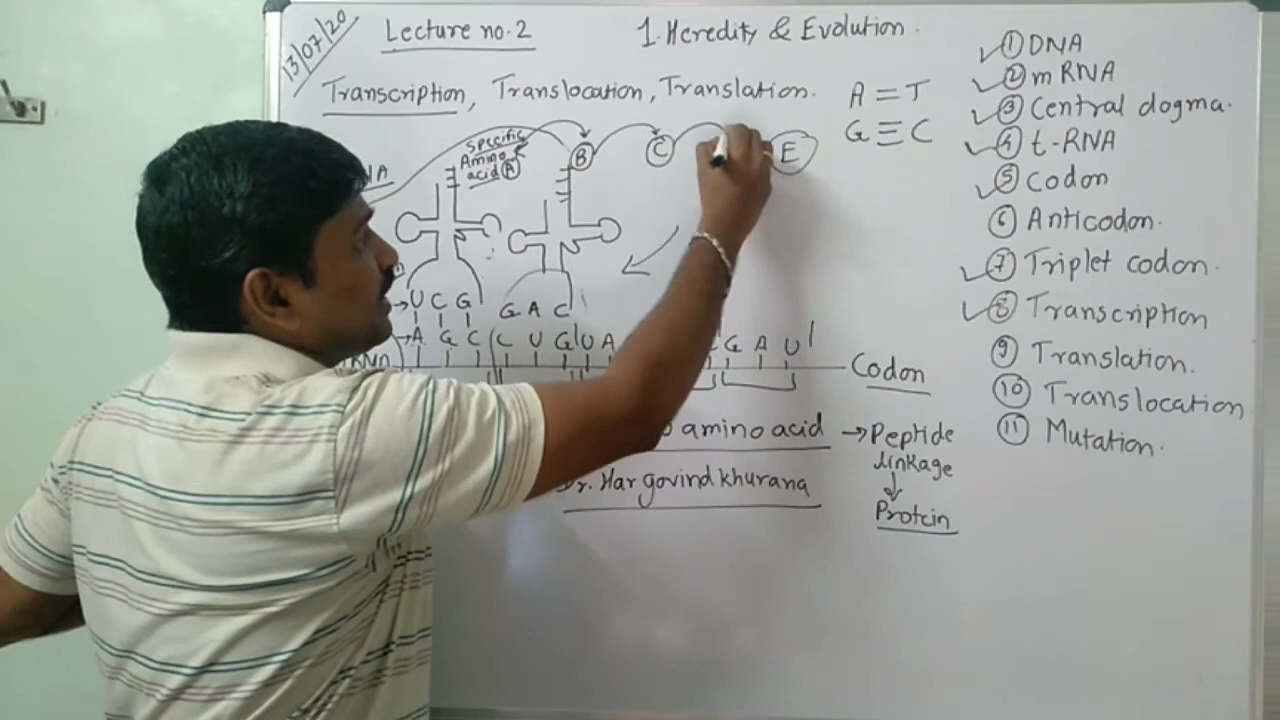 13/07/20
Lecture no. 2
1. Heredity & Evolution.
Transcription, Translocation, Translation.
A = T
G ≡ C
Specific
Amino
acid A
B
C
E
U C G
G A C
A G C C U G U A
G A U
Codon
amino acid → Peptide
linkage
↓
Protein
Dr. Har govind khurana
✓① DNA
✓② mRNA
✓③ Central dogma.
✓④ t-RNA
✓⑤ Codon
⑥ Anticodon.
✓⑦ Triplet codon.
✓⑧ Transcription
⑨ Translation.
⑩ Translocation
⑪ Mutation.